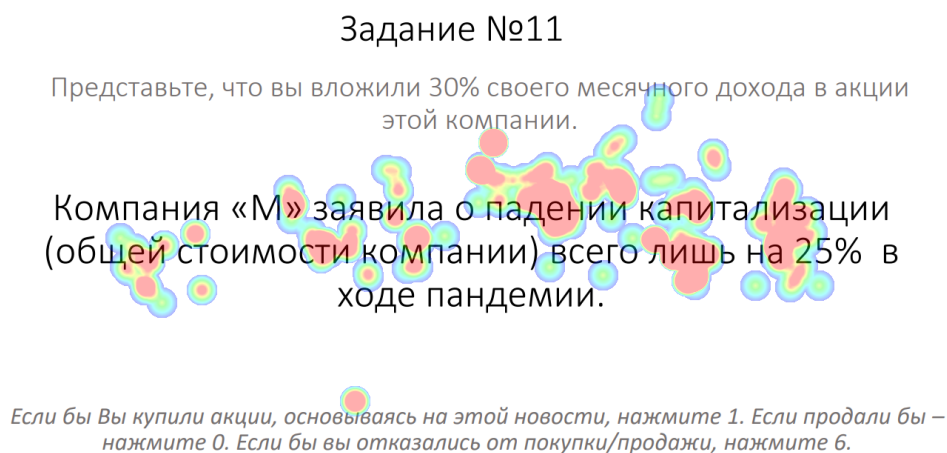 Задание №11
Представьте, что вы вложили 30% своего месячного дохода в акции
этой компании.
Компания «М» заявила о падении капитализации
(общей стоимости компании) всего лишь на 25% в
ходе пандемии.
Если бы Вы купили акции, основываясь на этой новости, нажмите 1. Если продали бы –
нажмите 0. Если бы вы отказались от покупки/продажи, нажмите 6.